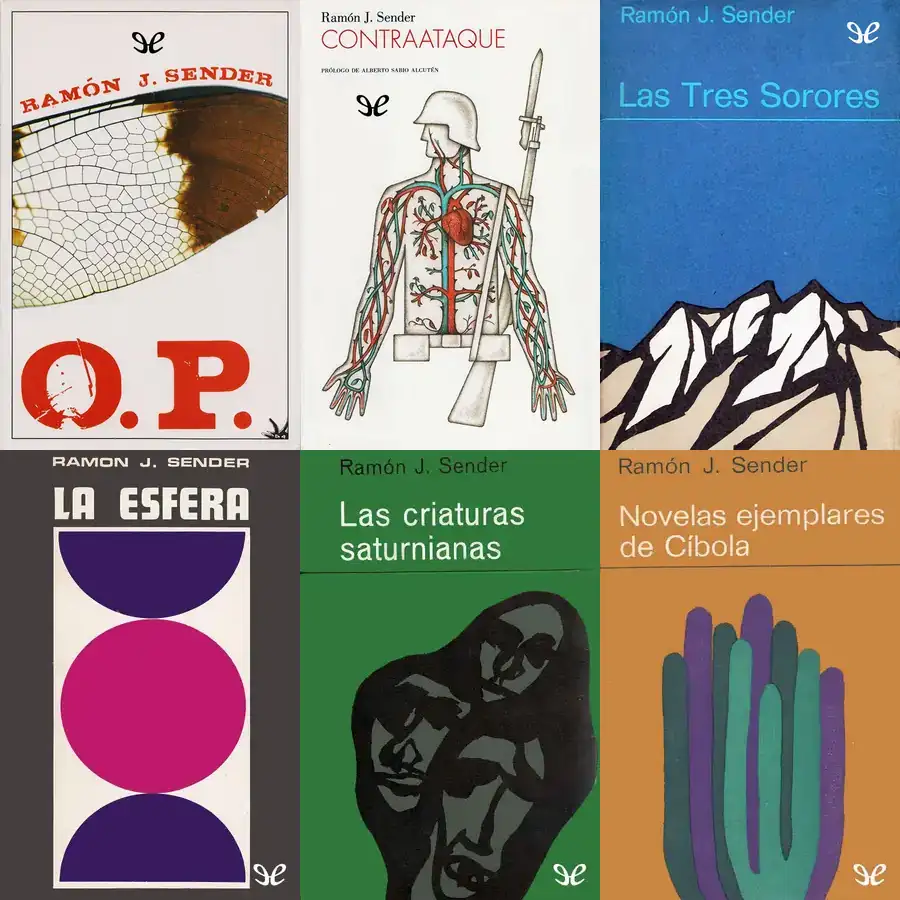 RAMÓN J. SENDER
O.P.
Ramón J. Sender
CONTRAATAQUE
PRÓLOGO DE ALBERTO SABIO ALCUTÉN
Ramón J. Sender
Las Tres Sorores
RAMON J. SENDER
LA ESFERA
Ramón J. Sender
Las criaturas
saturnianas
Ramón J. Sender
Novelas ejemplares
de Cíbola